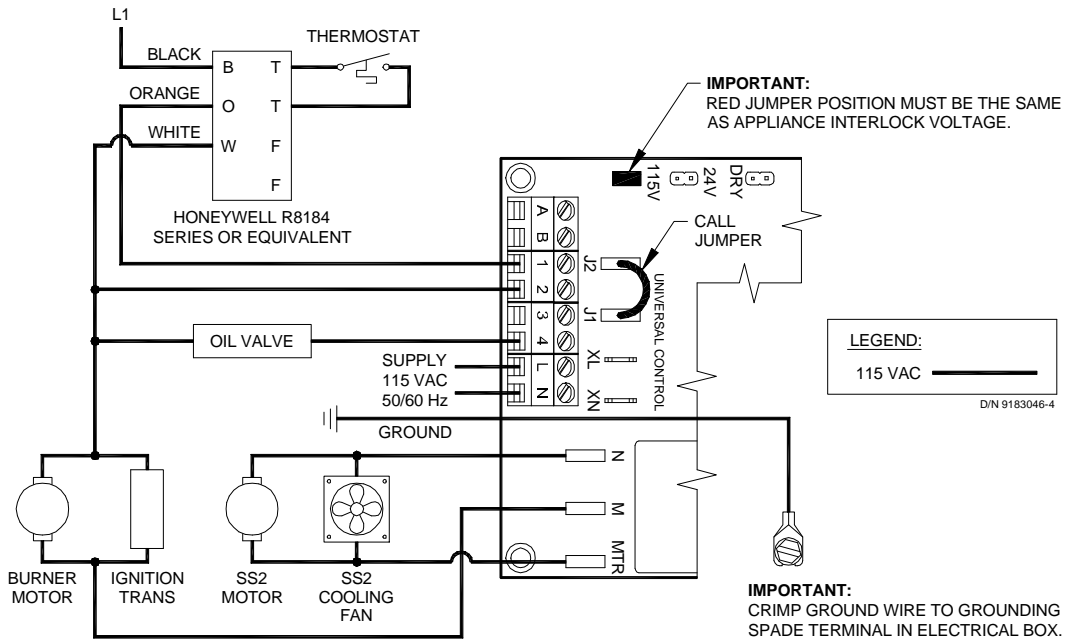 L1
BLACK
ORANGE
WHITE
B T
O T
W F
F
THERMOSTAT
HONEYWELL R8184
SERIES OR EQUIVALENT
IMPORTANT:
RED JUMPER POSITION MUST BE THE SAME
AS APPLIANCE INTERLOCK VOLTAGE.
115V
24V
DRY
CALL
JUMPER
A
B
1
2
3
4
L
N
J2
J1
XL
XN
UNIVERSAL CONTROL
OIL VALVE
SUPPLY
115 VAC
50/60 Hz
GROUND
LEGEND:
115 VAC
D/N 9183046-4
N
M
MTR
BURNER
MOTOR
IGNITION
TRANS
SS2
MOTOR
SS2
COOLING
FAN
IMPORTANT:
CRIMP GROUND WIRE TO GROUNDING
SPADE TERMINAL IN ELECTRICAL BOX.